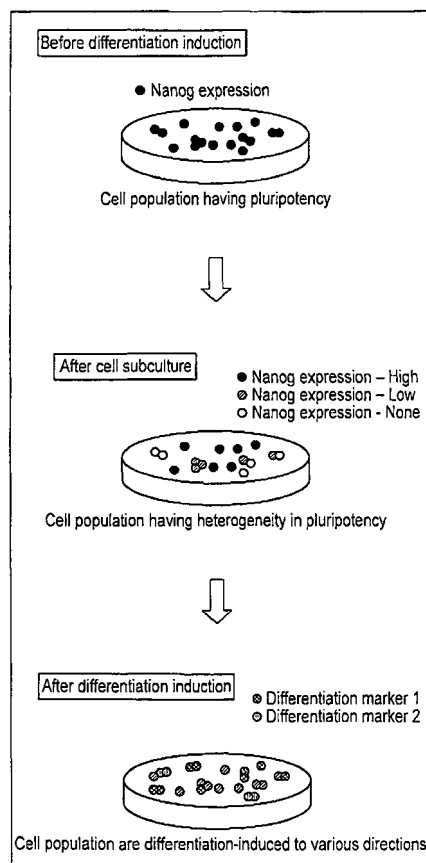 Before differentiation induction
Nanog expression
Cell population having pluripotency
After cell subculture
Nanog expression – High
Nanog expression – Low
Nanog expression - None
Cell population having heterogeneity in pluripotency
After differentiation induction
Differentiation marker 1
Differentiation marker 2
Cell population are differentiation-induced to various directions